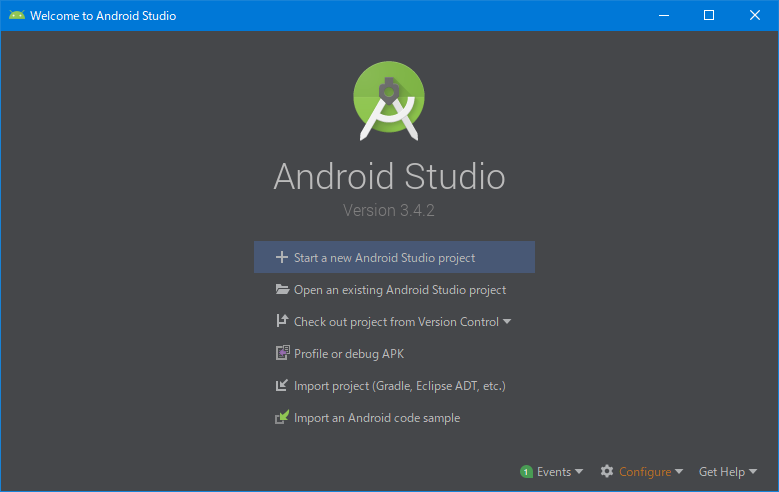 Welcome to Android Studio
Android Studio
Version 3.4.2
Start a new Android Studio project
Open an existing Android Studio project
Check out project from Version Control
Profile or debug APK
Import project (Gradle, Eclipse ADT, etc.)
Import an Android code sample
1 Events Configure Get Help